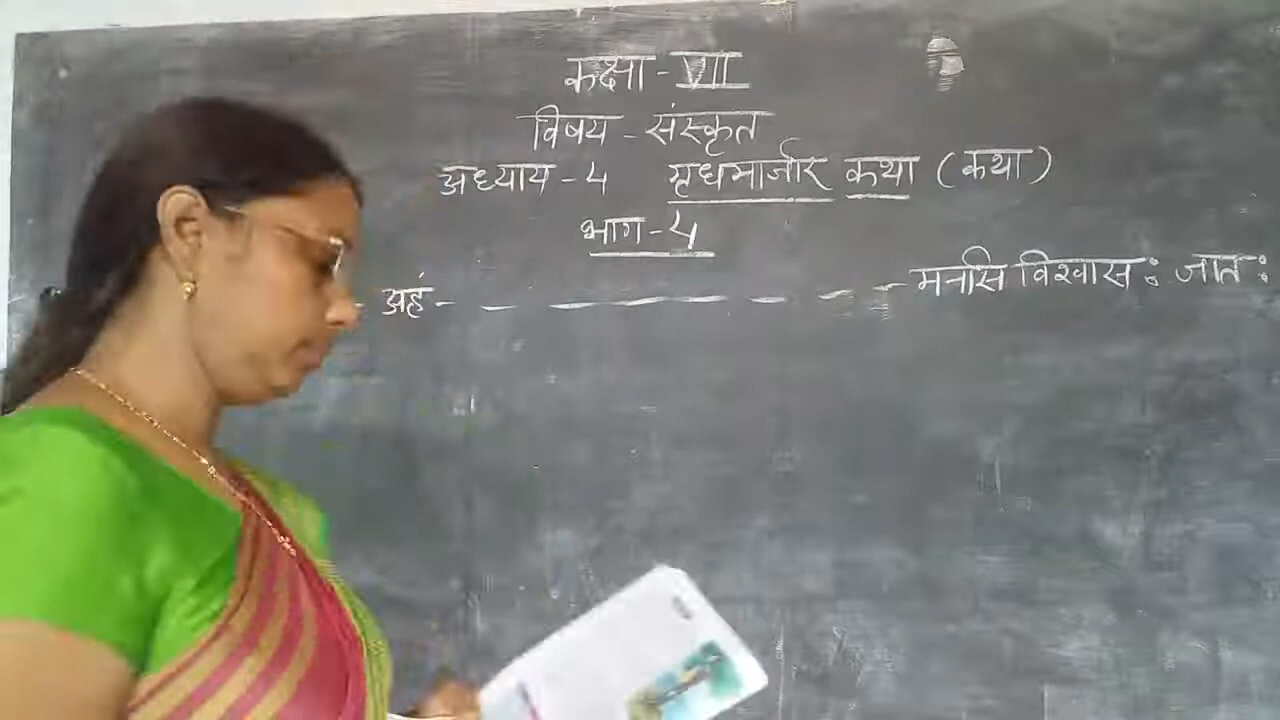 कक्षा - VII
विषय - संस्कृत
अध्याय - 4 गृधमार्जार कथा (कथा)
भाग - 4
अहं - - - - - - - - - मनसि विश्वासः जातः